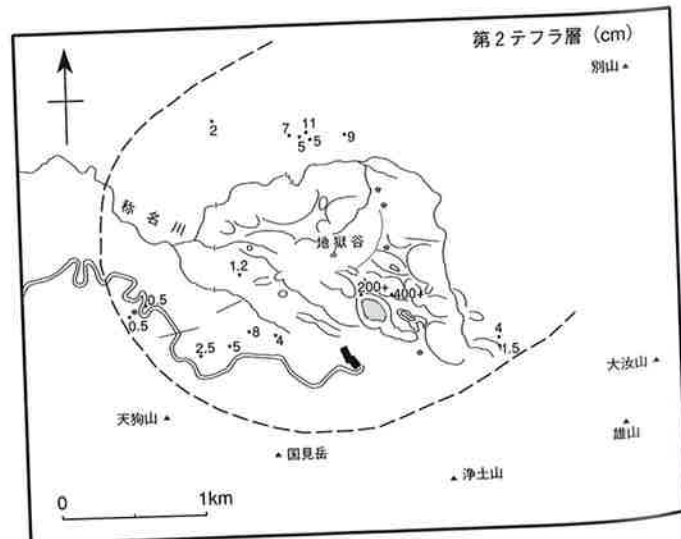 第2テフラ層 (cm)
別山
2
7
11
5
5
9
称名川
地獄谷
1.2
200+
400+
0.5
0.5
8
4
2.5
5
4
1.5
大汝山
天狗山
国見岳
雄山
浄土山
0
1km